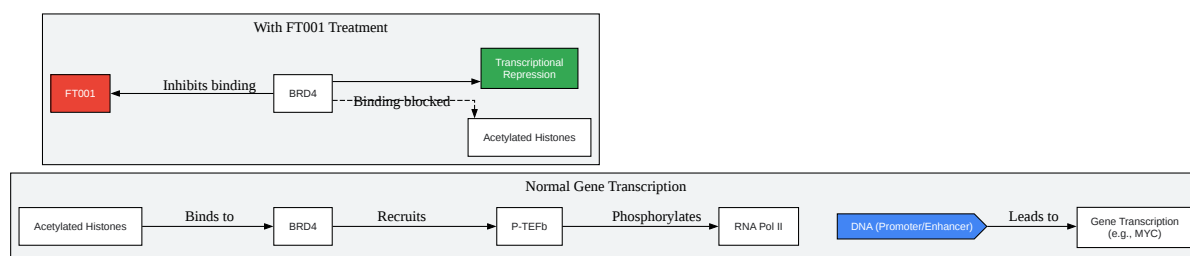 With FT001 Treatment
FT001
Inhibits binding
BRD4
Transcriptional
Repression
Binding blocked
Acetylated Histones
Normal Gene Transcription
Acetylated Histones
Binds to
BRD4
Recruits
P-TEFb
Phosphorylates
RNA Pol II
DNA (Promoter/Enhancer)
Leads to
Gene Transcription
(e.g., MYC)